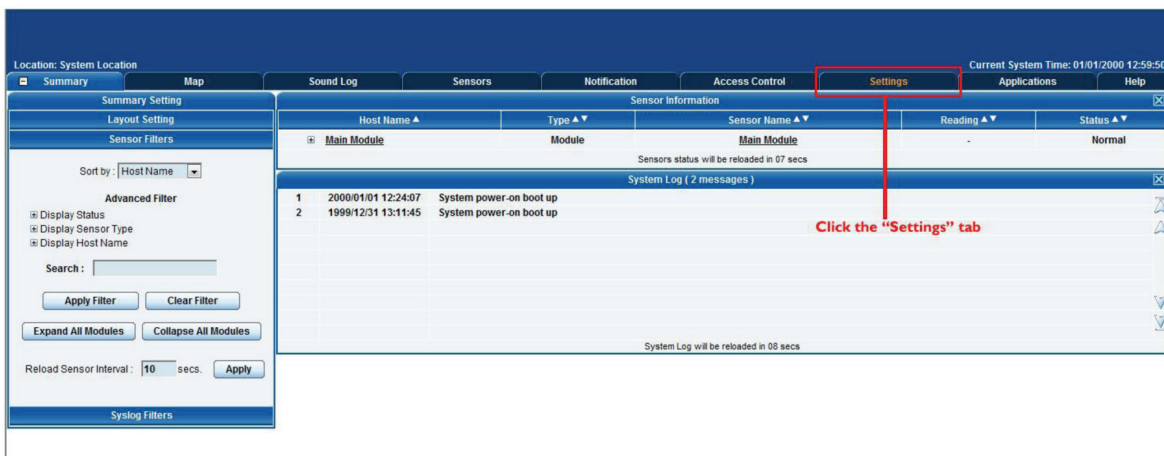 Location: System Location
Current System Time: 01/01/2000 12:59:50
Summary Map Sound Log Sensors Notification Access Control Settings Applications Help
Summary Setting
Layout Setting
Sensor Filters
Sort by : Host Name
Advanced Filter
Display Status
Display Sensor Type
Display Host Name
Search :
Apply Filter Clear Filter
Expand All Modules Collapse All Modules
Reload Sensor Interval : 10 secs. Apply
Syslog Filters
Sensor Information
Host Name ▲ Type ▲▼ Sensor Name ▲▼ Reading ▲▼ Status ▲▼
Main Module Module Main Module - Normal
Sensors status will be reloaded in 07 secs
System Log ( 2 messages )
1 2000/01/01 12:24:07 System power-on boot up
2 1999/12/31 13:11:45 System power-on boot up
Click the “Settings” tab
System Log will be reloaded in 08 secs